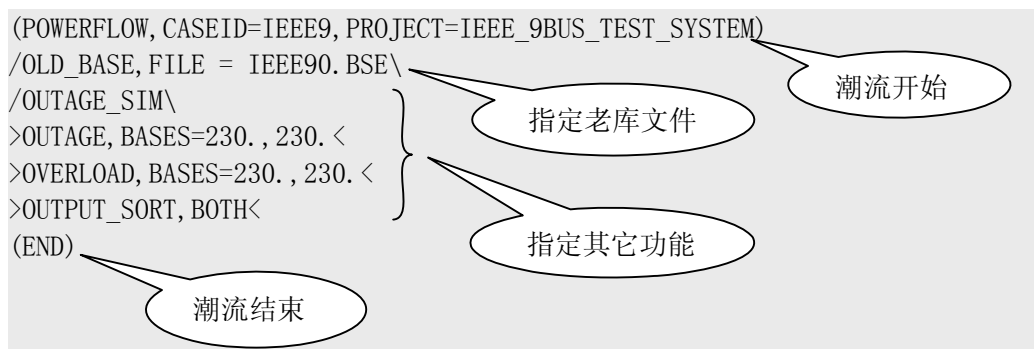 (POWERFLOW,CASEID=IEEE9,PROJECT=IEEE_9BUS_TEST_SYSTEM)
/OLD_BASE,FILE = IEEE90.BSE\
/OUTAGE_SIM\
>OUTAGE,BASES=230.,230.<
>OVERLOAD,BASES=230.,230.<
>OUTPUT_SORT,BOTH<
(END)
潮流开始
指定老库文件
指定其它功能
潮流结束